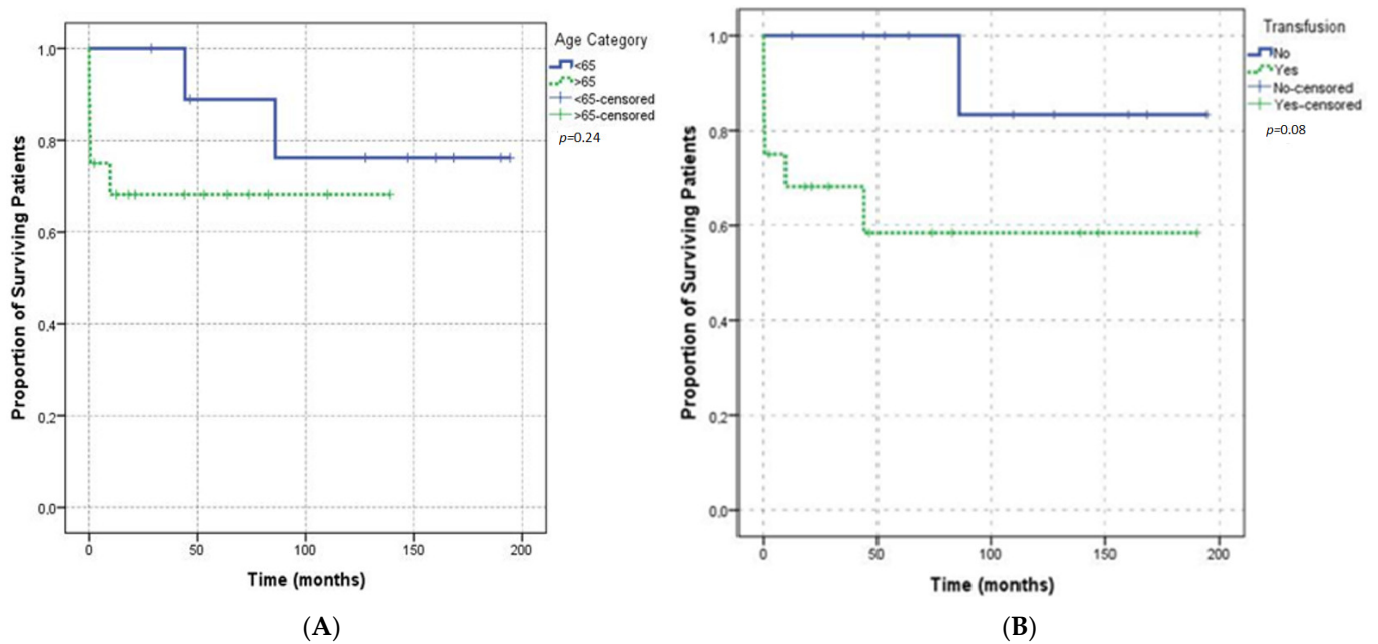 Age Category
<65
>65
<65-censored
>65-censored
p=0.24
1.0
0.8
0.6
0.4
0.2
0.0
Proportion of Surviving Patients
0
50
100
150
200
Time (months)
(A)
Transfusion
No
Yes
No-censored
Yes-censored
p=0.08
1.0
0.8
0.6
0.4
0.2
0.0
Proportion of Surviving Patients
0
50
100
150
200
Time (months)
(B)